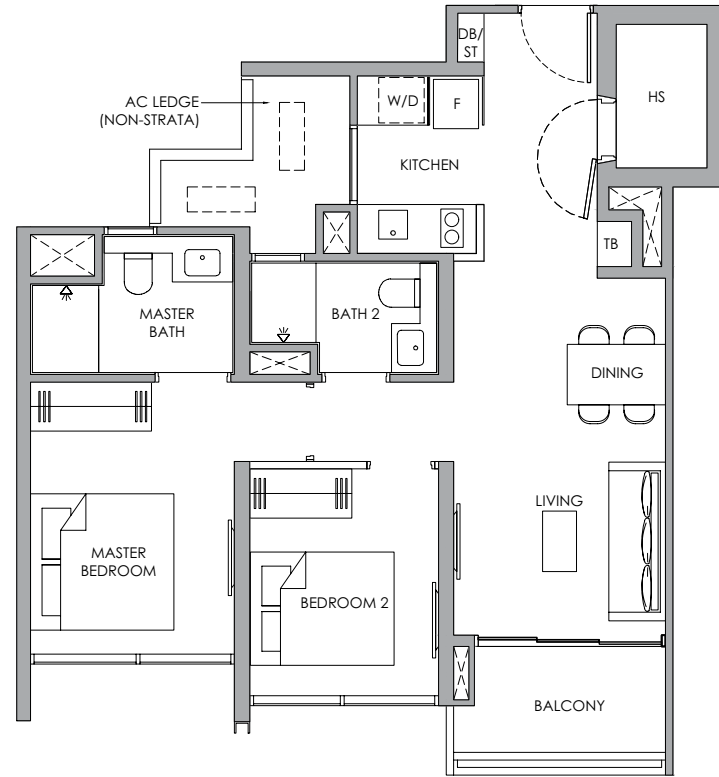 DB/
ST
AC LEDGE
(NON-STRATA)
W/D
F
HS
KITCHEN
TB
MASTER
BATH
BATH 2
DINING
LIVING
MASTER
BEDROOM
BEDROOM 2
BALCONY